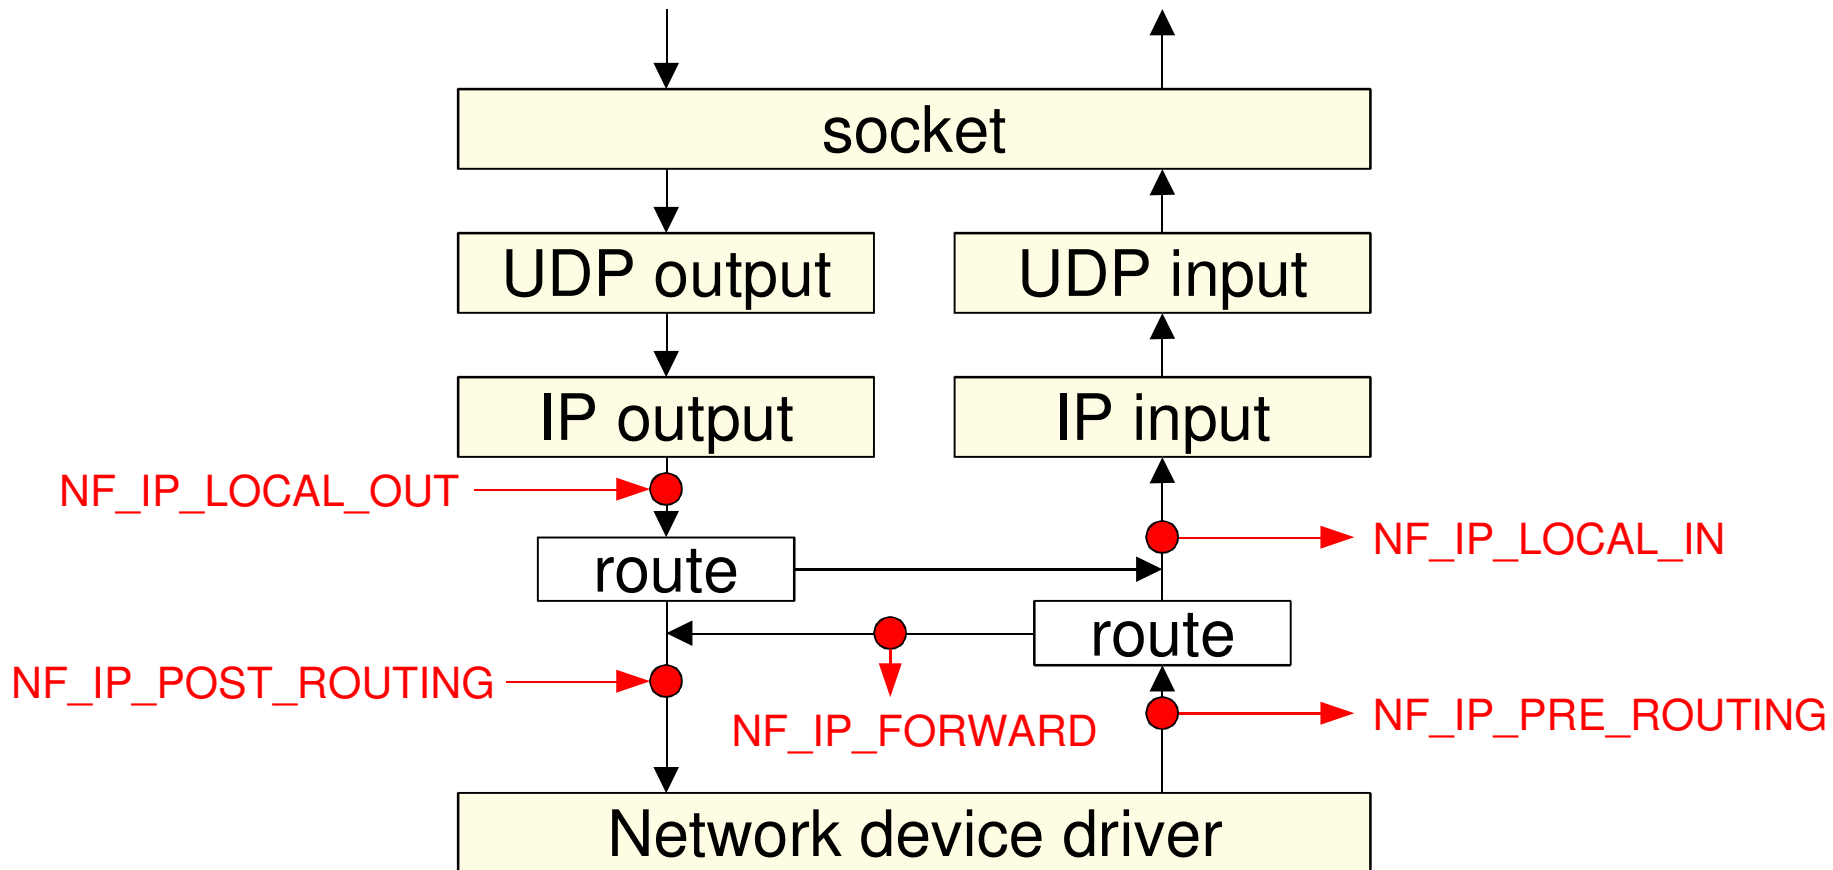 socket
UDP output
UDP input
IP output
IP input
NF_IP_LOCAL_OUT
NF_IP_LOCAL_IN
route
route
NF_IP_POST_ROUTING
NF_IP_FORWARD
NF_IP_PRE_ROUTING
Network device driver